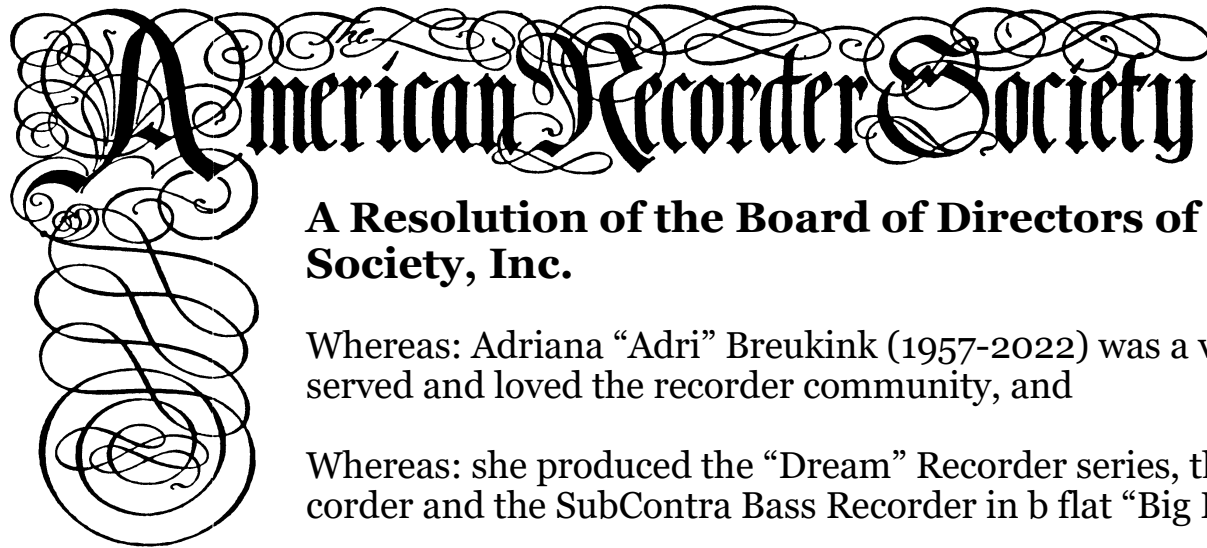 the
American Recorder Society
A Resolution of the Board of Directors of
Society, Inc.
Whereas: Adriana “Adri” Breukink (1957-2022) was a
served and loved the recorder community, and
Whereas: she produced the “Dream” Recorder series,
corder and the SubContra Bass Recorder in b flat “Big